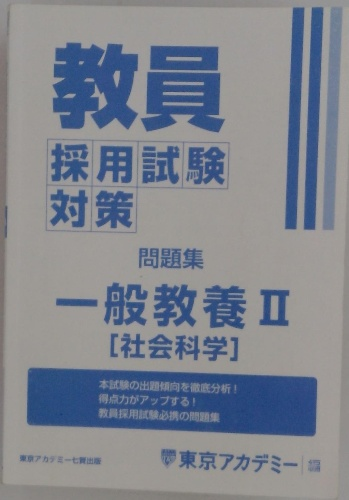 教員
採用試験
対策
問題集
一般教養Ⅱ
[社会科学]
本試験の出題傾向を徹底分析！
得点力がアップする！
教員採用試験必携の問題集
東京アカデミー七賢出版
東京アカデミー